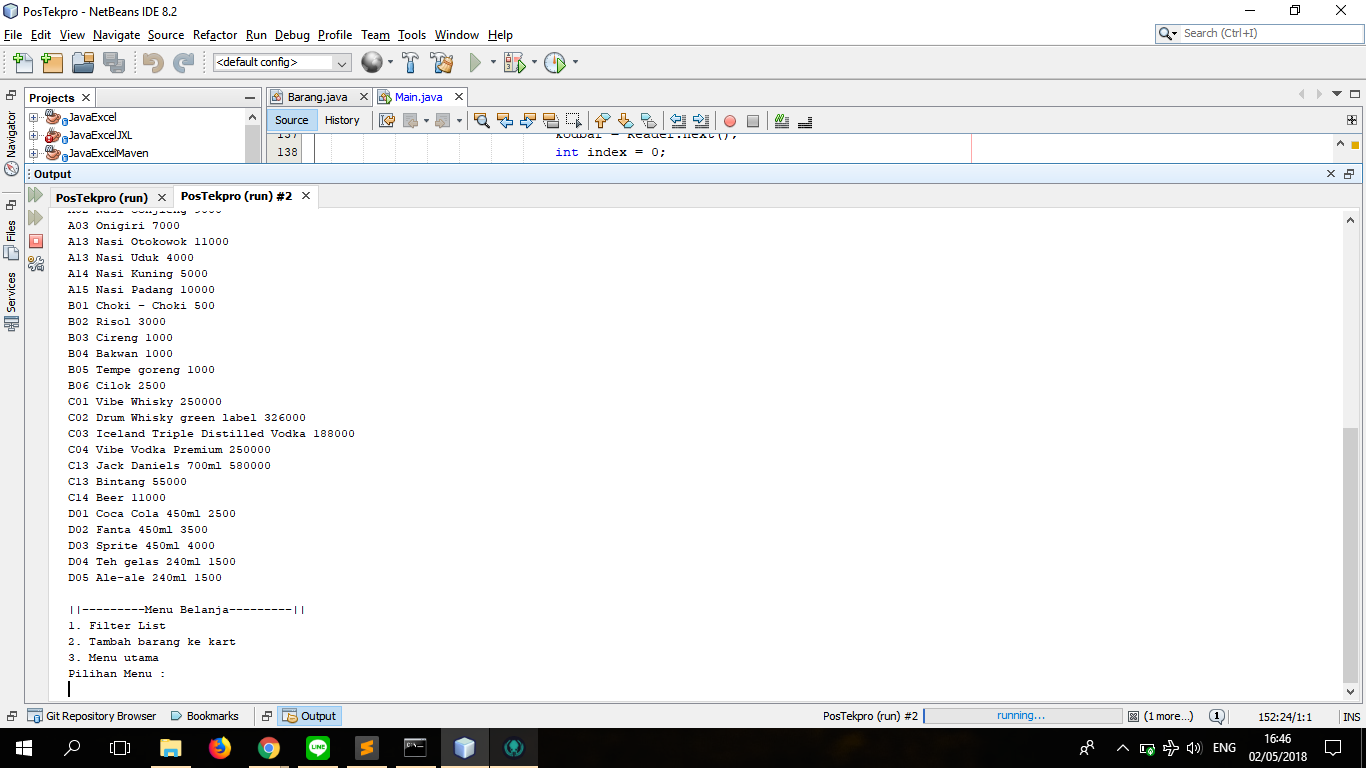 PosTekpro - NetBeans IDE 8.2
File Edit View Navigate Source Refactor Run Debug Profile Team Tools Window Help
Search (Ctrl+I)
<default config>
Projects
Barang.java
Main.java
Navigator
Files
Services
JavaExcel
JavaExcelJXL
JavaExcelMaven
Source History
137 kodbar = Reader.next();
138 int index = 0;
Output
PosTekpro (run)
PosTekpro (run) #2
A03 Onigiri 7000
A13 Nasi Otokowok 11000
A13 Nasi Uduk 4000
A14 Nasi Kuning 5000
A15 Nasi Padang 10000
B01 Choki - Choki 500
B02 Risol 3000
B03 Cireng 1000
B04 Bakwan 1000
B05 Tempe goreng 1000
B06 Cilok 2500
C01 Vibe Whisky 250000
C02 Drum Whisky green label 326000
C03 Iceland Triple Distilled Vodka 188000
C04 Vibe Vodka Premium 250000
C13 Jack Daniels 700ml 580000
C13 Bintang 55000
C14 Beer 11000
D01 Coca Cola 450ml 2500
D02 Fanta 450ml 3500
D03 Sprite 450ml 4000
D04 Teh gelas 240ml 1500
D05 Ale-ale 240ml 1500
||---------Menu Belanja---------||
1. Filter List
2. Tambah barang ke kart
3. Menu utama
Pilihan Menu :
Git Repository Browser Bookmarks Output
PosTekpro (run) #2 running... (1 more...) 1 152:24/1:1 INS
ENG
16:46
02/05/2018